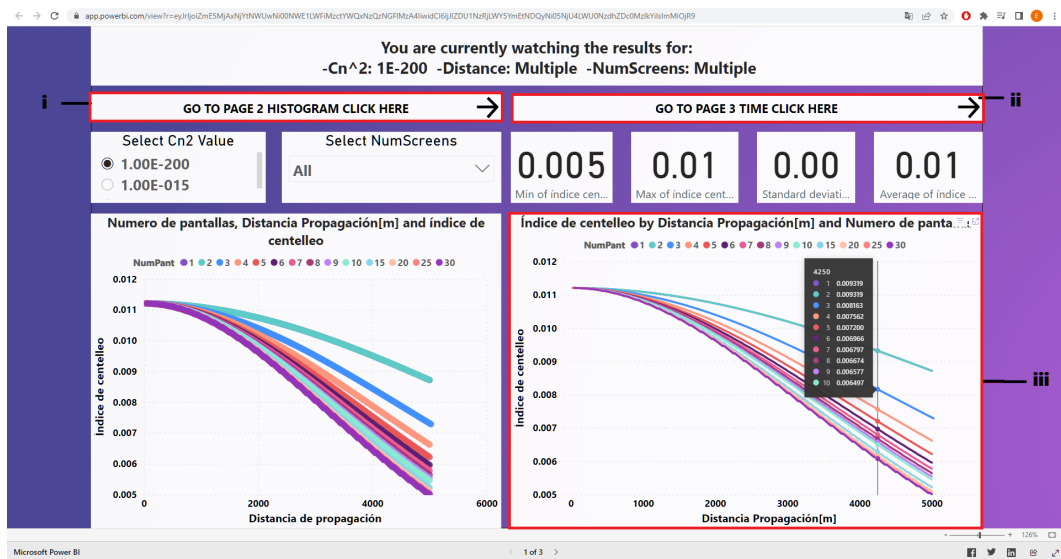 app.powerbi.com/view?r=eyJrIjoiZmE5MjAxNjYtNWUwNi00NWE1LWFiMzctYWQxNzQzNGFlMzA4IiwidCI6IjI1ZDU1NzRjLWY5YmEtNDQyNi05NjU4LWU0NzdhZDc0MzlkYiIsImMiOjR9
You are currently watching the results for:
-Cn^2: 1E-200 -Distance: Multiple -NumScreens: Multiple
i
GO TO PAGE 2 HISTOGRAM CLICK HERE
GO TO PAGE 3 TIME CLICK HERE
ii
Select Cn2 Value
1.00E-200
1.00E-015
Select NumScreens
All
0.005
Min of índice cen...
0.01
Max of índice cent...
0.00
Standard deviati...
0.01
Average of índice ...
Numero de pantallas, Distancia Propagación[m] and índice de
centelleo
NumPant 1 2 3 4 5 6 7 8 9 10 15 20 25 30
Indice de centelleo
0.012
0.011
0.010
0.009
0.008
0.007
0.006
0.005
0
2000
4000
6000
Distancia de propagación
Índice de centelleo by Distancia Propagación[m] and Numero de panta...
NumPant 1 2 3 4 5 6 7 8 9 10 15 20 25 30
Indice de centelleo
0.012
0.011
0.010
0.009
0.008
0.007
0.006
0.005
0
1000
2000
3000
4000
5000
Distancia Propagación[m]
4250
1 0.009319
2 0.009319
3 0.008163
4 0.007562
5 0.007200
6 0.006966
7 0.006797
8 0.006674
9 0.006577
10 0.006497
iii
126%
Microsoft Power BI
1 of 3